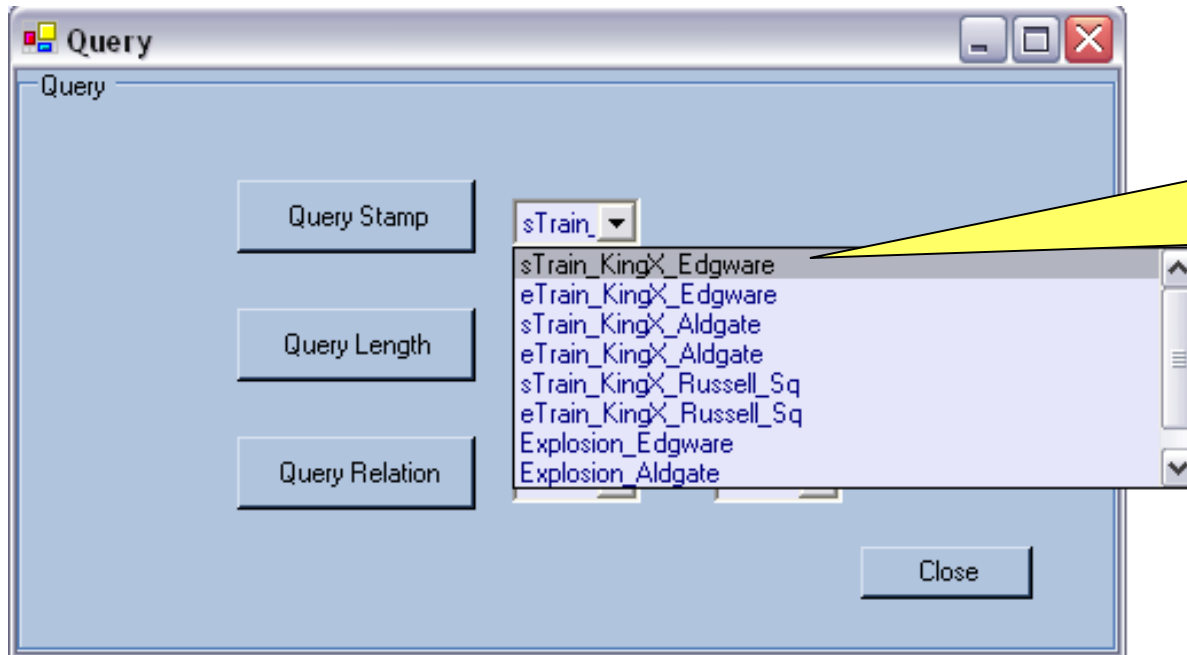 Query
Query
Query Stamp
sTrain_
sTrain_KingX_Edgware
eTrain_KingX_Edgware
sTrain_KingX_Aldgate
eTrain_KingX_Aldgate
sTrain_KingX_Russell_Sq
eTrain_KingX_Russell_Sq
Explosion_Edgware
Explosion_Aldgate
Query Length
Query Relation
Close